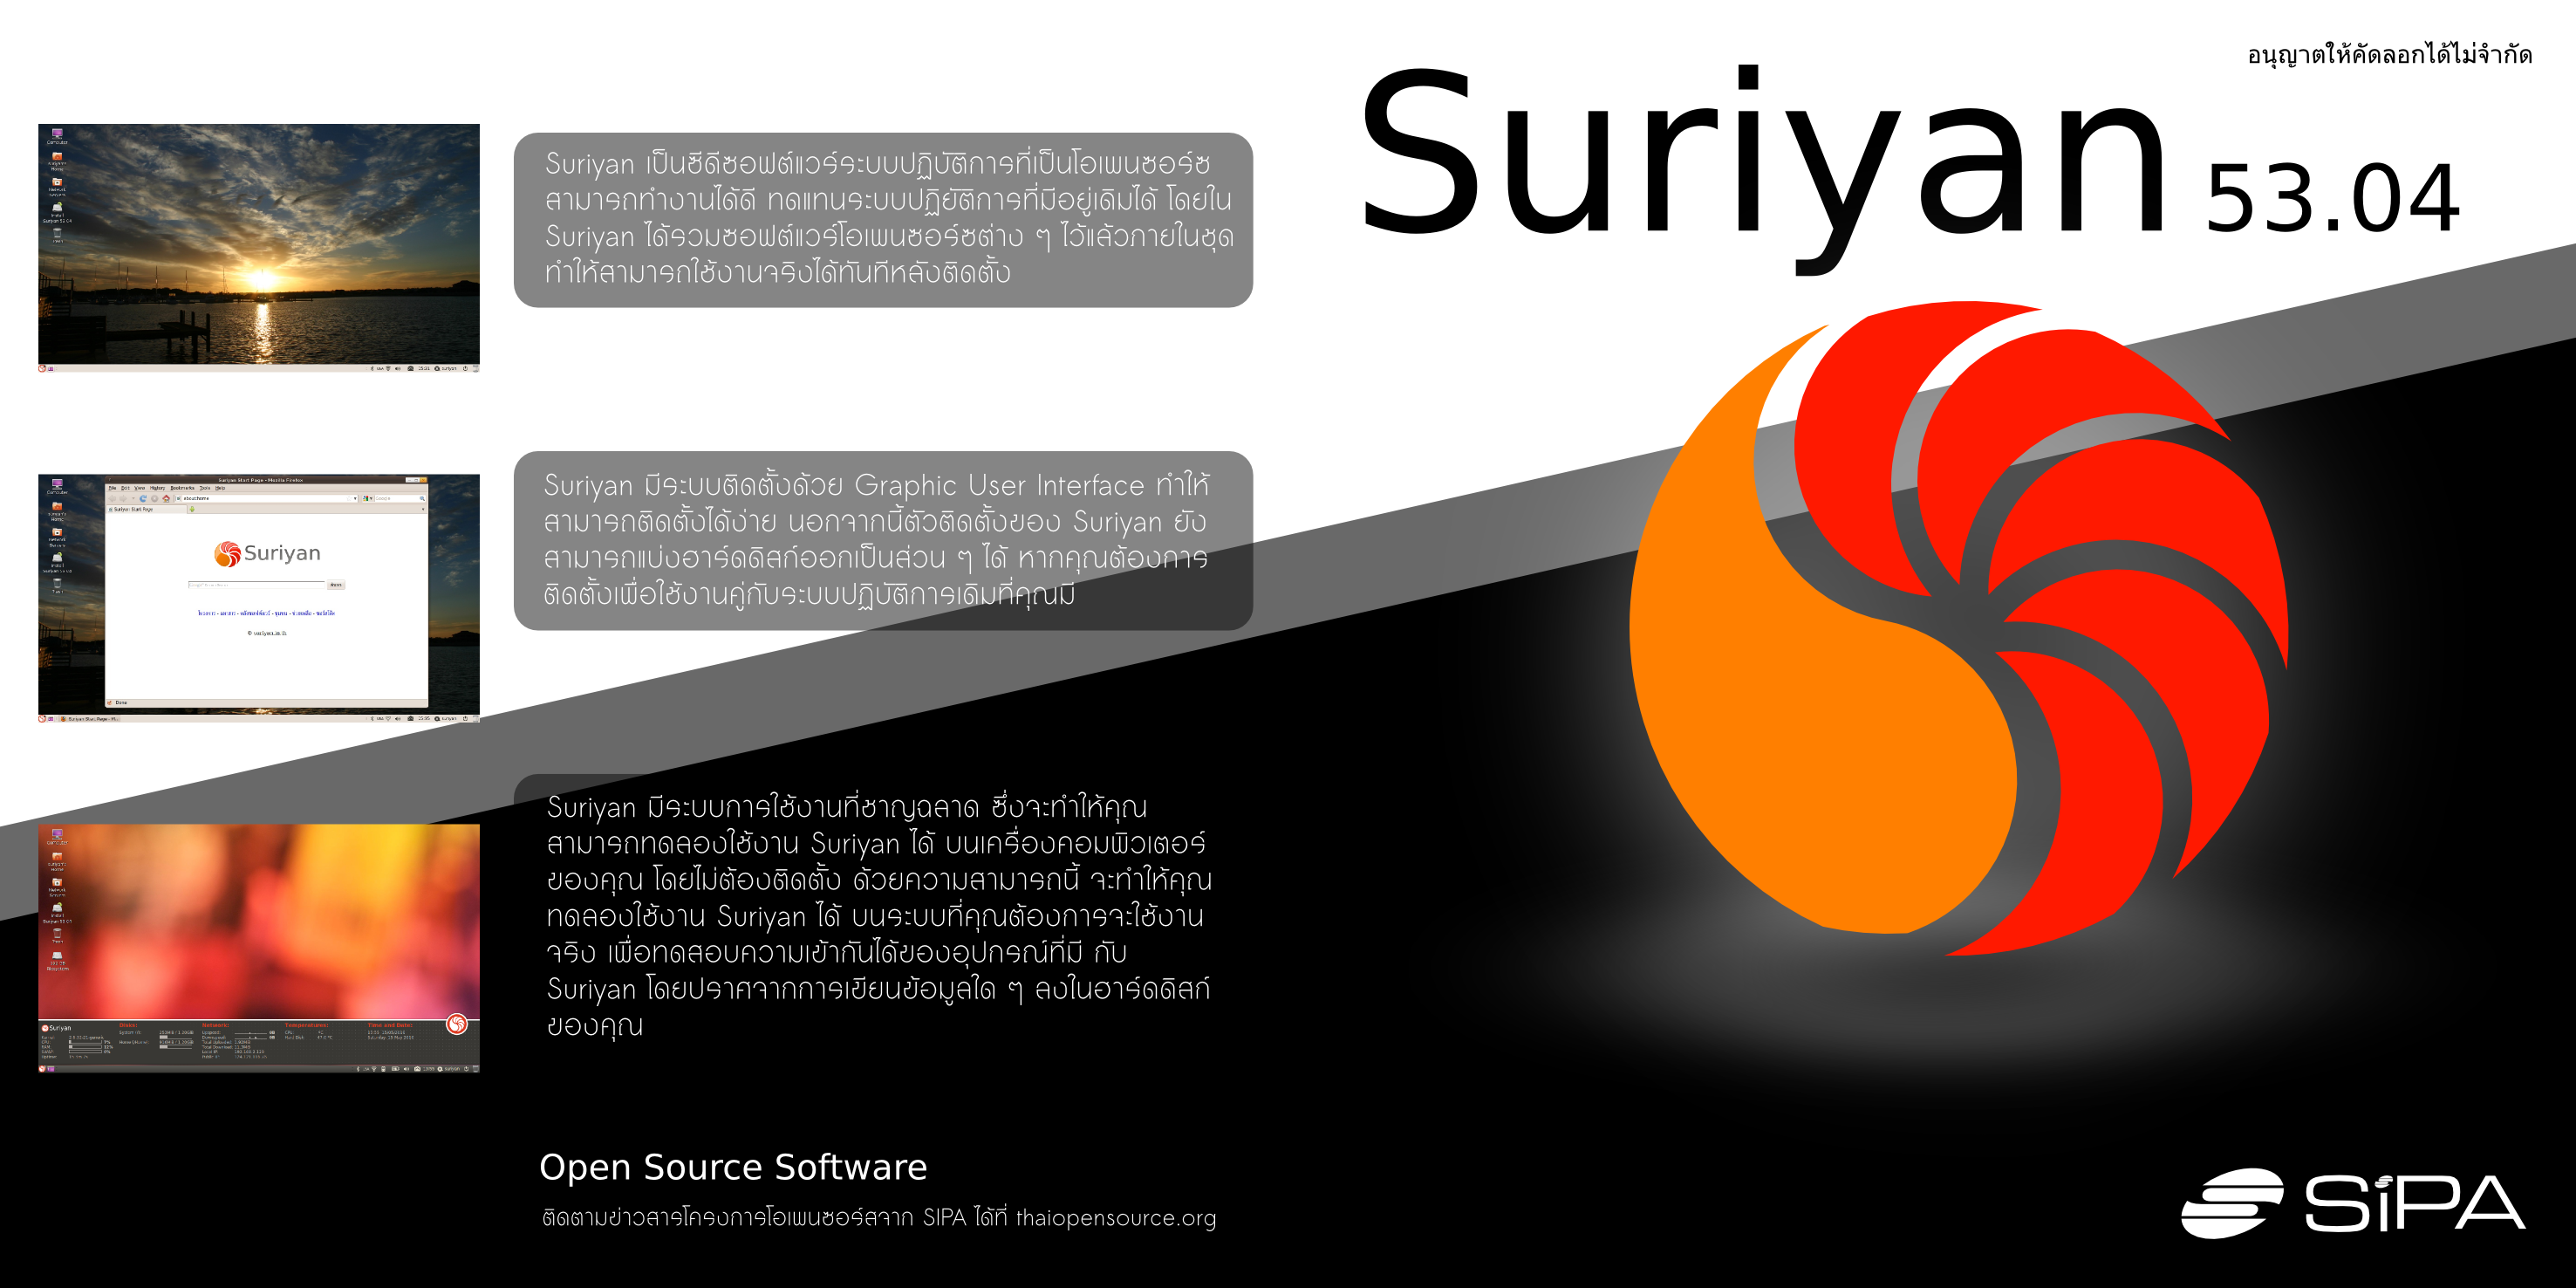 อนุญาตให้คัดลอกได้ไม่จำกัด
Suriyan 53.04
Suriyan เป็นซีดีซอฟต์แวร์ระบบปฏิบัติการที่เป็นโอเพนซอร์ซ
สามารถทำงานได้ดี ทดแทนระบบปฏิยัติการที่มีอยู่เดิมได้ โดยใน
Suriyan ได้รวมซอฟต์แวร์โอเพนซอร์ซต่าง ๆ ไว้แล้วภายในชุด
ทำให้สามารถใช้งานจริงได้ทันทีหลังติดตั้ง
Suriyan Start Page - Mozilla Firefox
File Edit View History Bookmarks Tools Help
about:home
Suriyan Start Page
Suriyan
Done
Suriyan มีระบบติดตั้งด้วย Graphic User Interface ทำให้
สามารถติดตั้งได้ง่าย นอกจากนี้ตัวติดตั้งของ Suriyan ยัง
สามารถแบ่งฮาร์ดดิสก์ออกเป็นส่วน ๆ ได้ หากคุณต้องการ
ติดตั้งเพื่อใช้งานคู่กับระบบปฏิบัติการเดิมที่คุณมี
Suriyan
Disks:
Network:
Temperatures:
Time and Date:
Suriyan มีระบบการใช้งานที่ชาญฉลาด ซึ่งจะทำให้คุณ
สามารถทดลองใช้งาน Suriyan ได้ บนเครื่องคอมพิวเตอร์
ของคุณ โดยไม่ต้องติดตั้ง ด้วยความสามารถนี้ จะทำให้คุณ
ทดลองใช้งาน Suriyan ได้ บนระบบที่คุณต้องการจะใช้งาน
จริง เพื่อทดสอบความเข้ากันได้ของอุปกรณ์ที่มี กับ
Suriyan โดยปราศจากการเขียนข้อมูลใด ๆ ลงในฮาร์ดดิสก์
ของคุณ
Open Source Software
ติดตามข่าวสารโครงการโอเพนซอร์สจาก SIPA ได้ที่ thaiopensource.org
SiPA